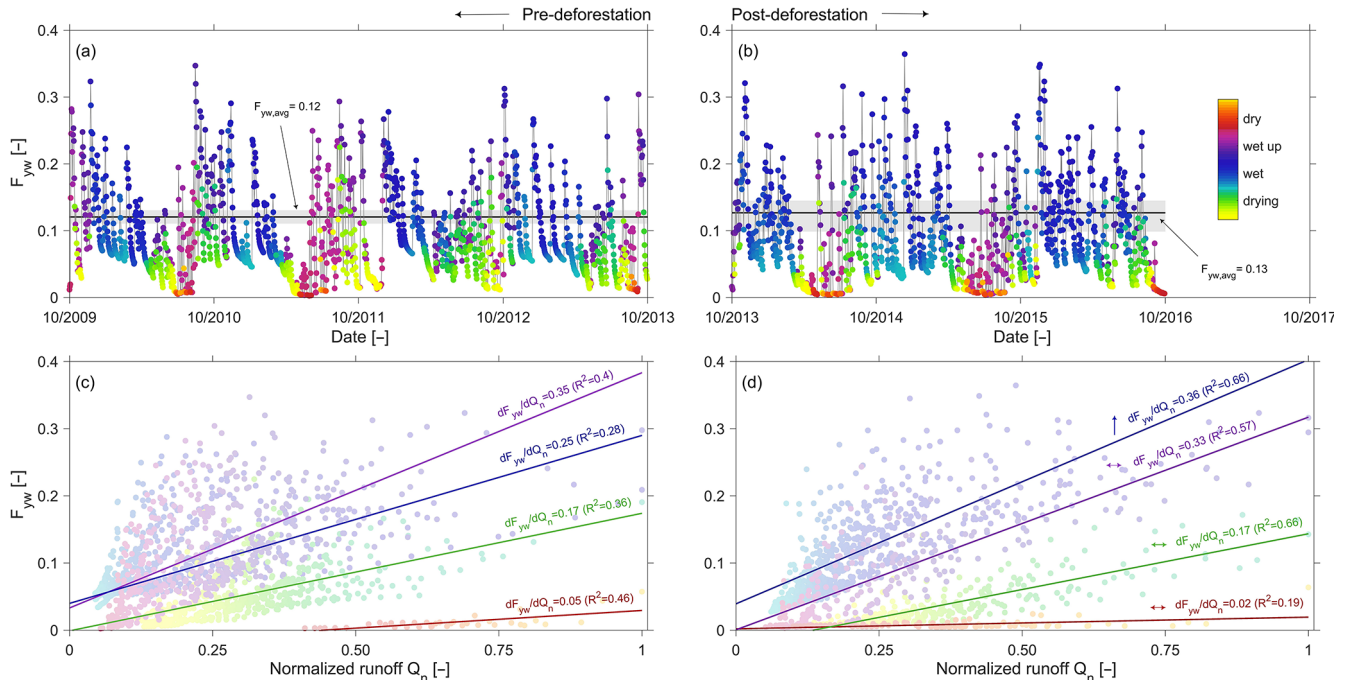 Pre-deforestation
Post-deforestation
(a)
F_yw [–]
0.4
0.3
0.2
0.1
0
F_yw,avg = 0.12
10/2009
10/2010
10/2011
10/2012
10/2013
Date [–]
(b)
0.4
0.3
0.2
0.1
0
dry
wet up
wet
drying
F_yw,avg = 0.13
10/2013
10/2014
10/2015
10/2016
10/2017
Date [–]
(c)
F_yw [–]
0.4
0.3
0.2
0.1
0
dF_yw/dQ_n=0.35 (R²=0.4)
dF_yw/dQ_n=0.25 (R²=0.28)
dF_yw/dQ_n=0.17 (R²=0.36)
dF_yw/dQ_n=0.05 (R²=0.46)
0
0.25
0.50
0.75
1
Normalized runoff Q_n [–]
(d)
0.4
0.3
0.2
0.1
0
dF_yw/dQ_n=0.36 (R²=0.66)
dF_yw/dQ_n=0.33 (R²=0.57)
dF_yw/dQ_n=0.17 (R²=0.66)
dF_yw/dQ_n=0.02 (R²=0.19)
0
0.25
0.50
0.75
1
Normalized runoff Q_n [–]